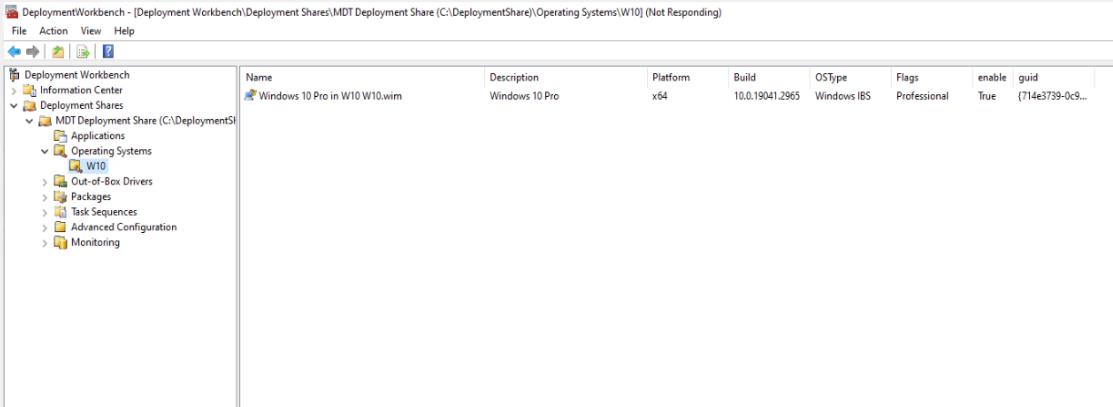 DeploymentWorkbench - [Deployment Workbench\Deployment Shares\MDT Deployment Share (C:\DeploymentShare)\Operating Systems\W10] (Not Responding)
File Action View Help
Deployment Workbench
Information Center
Deployment Shares
MDT Deployment Share (C:\DeploymentSh
Applications
Operating Systems
W10
Out-of-Box Drivers
Packages
Task Sequences
Advanced Configuration
Monitoring
Name Description Platform Build OSType Flags enable guid
Windows 10 Pro in W10 W10.wim Windows 10 Pro x64 10.0.19041.2965 Windows IBS Professional True {714e3739-0c9...